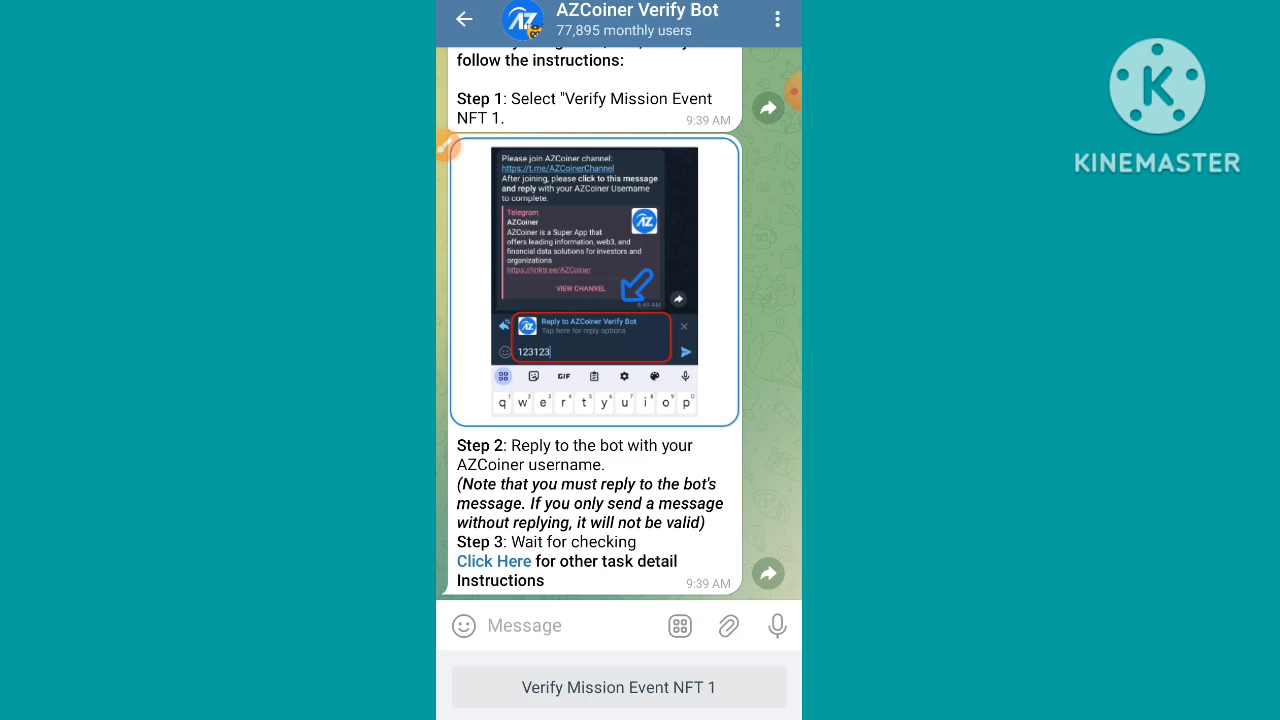 AZCoiner Verify Bot
77,895 monthly users
follow the instructions:
Step 1: Select "Verify Mission Event
NFT 1.
9:39 AM
Please join AZCoiner channel:
https://t.me/AZCoinerChannel
After joining, please click to this message
and reply with your AZCoiner Username
to complete.
Telegram
AZCoiner
AZCoiner is a Super App that
offers leading information, web3, and
financial data solutions for investors and
organizations
https://linktr.ee/AZCoiner
VIEW CHANNEL
Reply to AZCoiner Verify Bot
Tap here for reply options
123123
GIF
q w e r t y u i o p
Step 2: Reply to the bot with your
AZCoiner username.
(Note that you must reply to the bot's
message. If you only send a message
without replying, it will not be valid)
Step 3: Wait for checking
Click Here for other task detail
Instructions
9:39 AM
Message
Verify Mission Event NFT 1
K
KINEMASTER